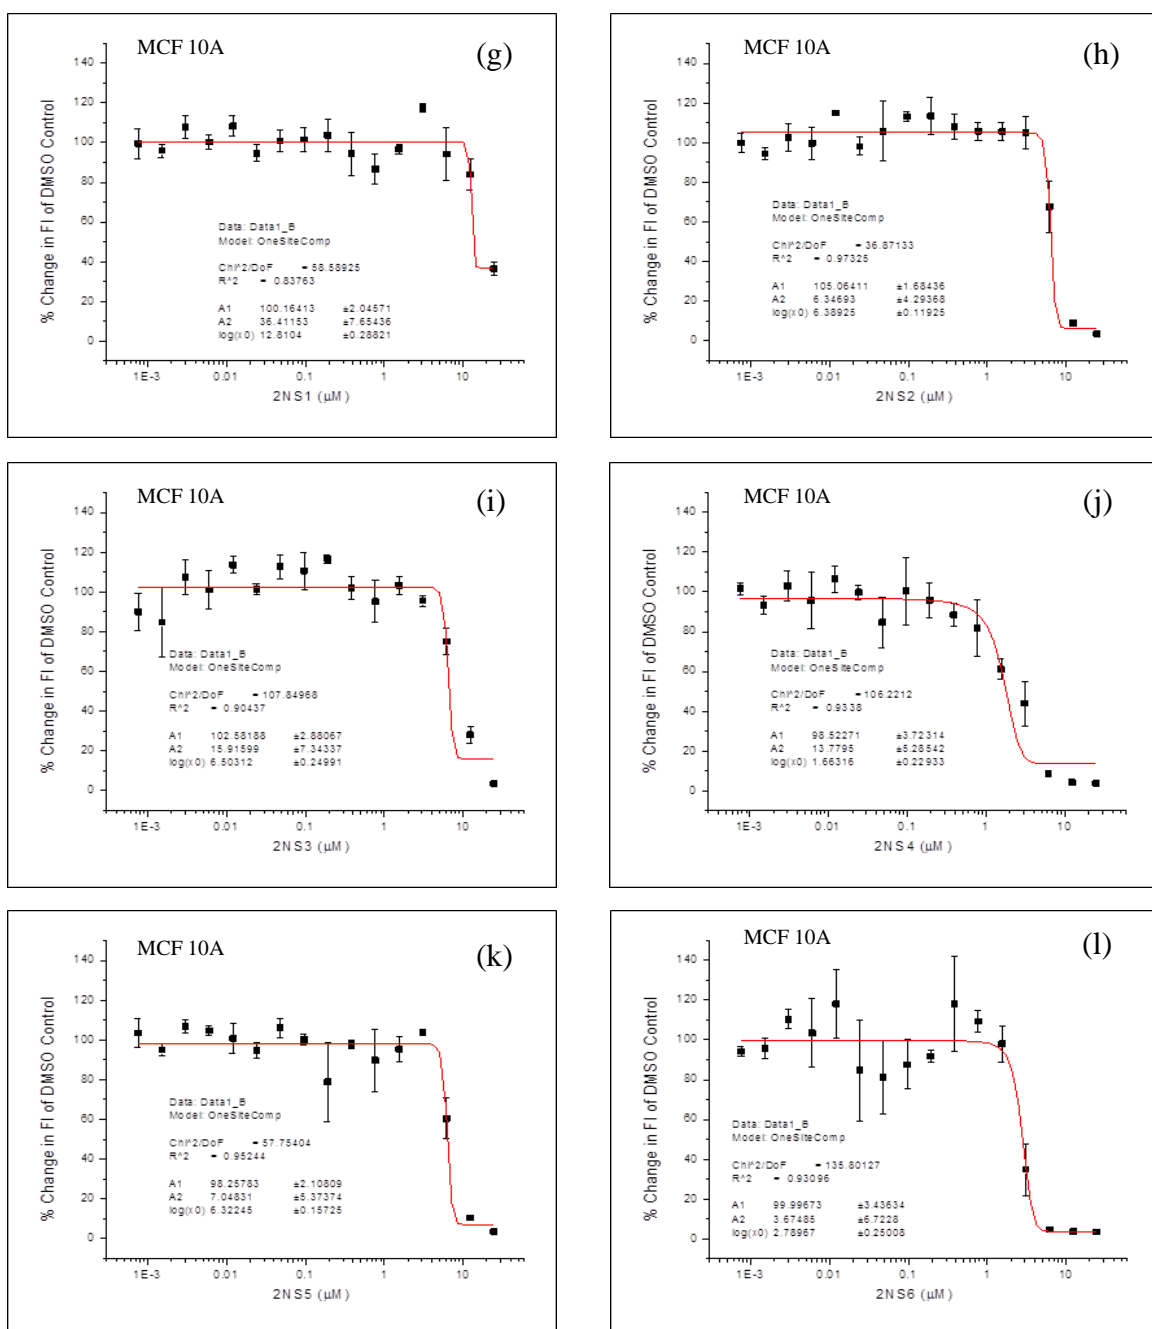 MCF 10A
(g)
140
120
100
80
60
40
20
0
% Change in FI of DMSO Control
Data: Data1_B
Model: OneSiteComp
Chi^2/DoF = 58.58925
R^2 = 0.83763
A1 100.16413 ±2.04571
A2 36.41153 ±7.65436
log(x0) 12.8104 ±0.28821
1E-3 0.01 0.1 1 10
2NS1 (µM)
MCF 10A
(h)
140
120
100
80
60
40
20
0
% Change in FI of DMSO Control
Data: Data1_B
Model: OneSiteComp
Chi^2/DoF = 36.87133
R^2 = 0.97325
A1 105.06411 ±1.68436
A2 6.34693 ±4.29368
log(x0) 6.38925 ±0.11925
1E-3 0.01 0.1 1 10
2NS2 (µM)
MCF 10A
(i)
140
120
100
80
60
40
20
0
% Change in FI of DMSO Control
Data: Data1_B
Model: OneSiteComp
Chi^2/DoF = 107.84968
R^2 = 0.90437
A1 102.58188 ±2.88067
A2 15.91599 ±7.34337
log(x0) 6.50312 ±0.24991
1E-3 0.01 0.1 1 10
2NS3 (µM)
MCF 10A
(j)
140
120
100
80
60
40
20
0
% Change in FI of DMSO Control
Data: Data1_B
Model: OneSiteComp
Chi^2/DoF = 106.2212
R^2 = 0.9338
A1 98.52271 ±3.72314
A2 13.7795 ±5.28542
log(x0) 1.66316 ±0.22933
1E-3 0.01 0.1 1 10
2NS4 (µM)
MCF 10A
(k)
140
120
100
80
60
40
20
0
% Change in FI of DMSO Control
Data: Data1_B
Model: OneSiteComp
Chi^2/DoF = 57.75404
R^2 = 0.95244
A1 98.25783 ±2.10809
A2 7.04831 ±5.37374
log(x0) 6.32245 ±0.15725
1E-3 0.01 0.1 1 10
2NS5 (µM)
MCF 10A
(l)
140
120
100
80
60
40
20
0
% Change in FI of DMSO Control
Data: Data1_B
Model: OneSiteComp
Chi^2/DoF = 135.80127
R^2 = 0.93096
A1 99.99673 ±3.43634
A2 3.67485 ±6.7228
log(x0) 2.78967 ±0.25008
1E-3 0.01 0.1 1 10
2NS6 (µM)